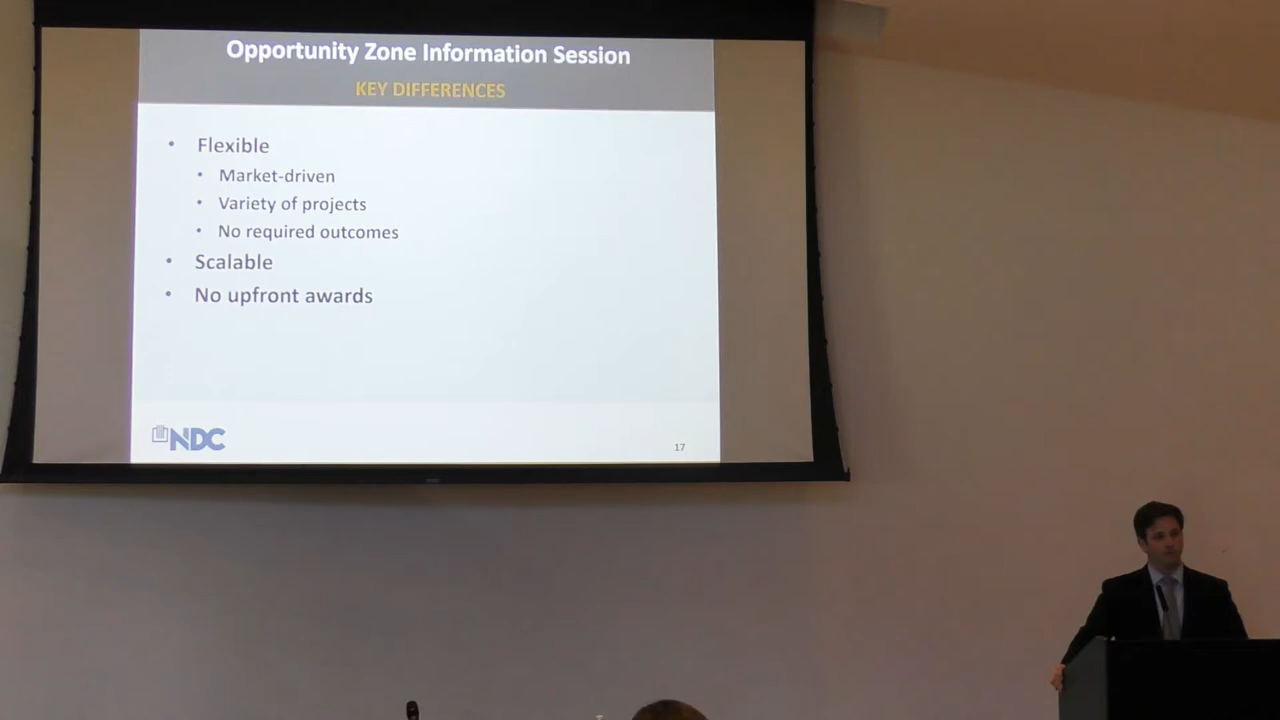 Opportunity Zone Information Session
KEY DIFFERENCES
• Flexible
• Market-driven
• Variety of projects
• No required outcomes
• Scalable
• No upfront awards
NDC
17